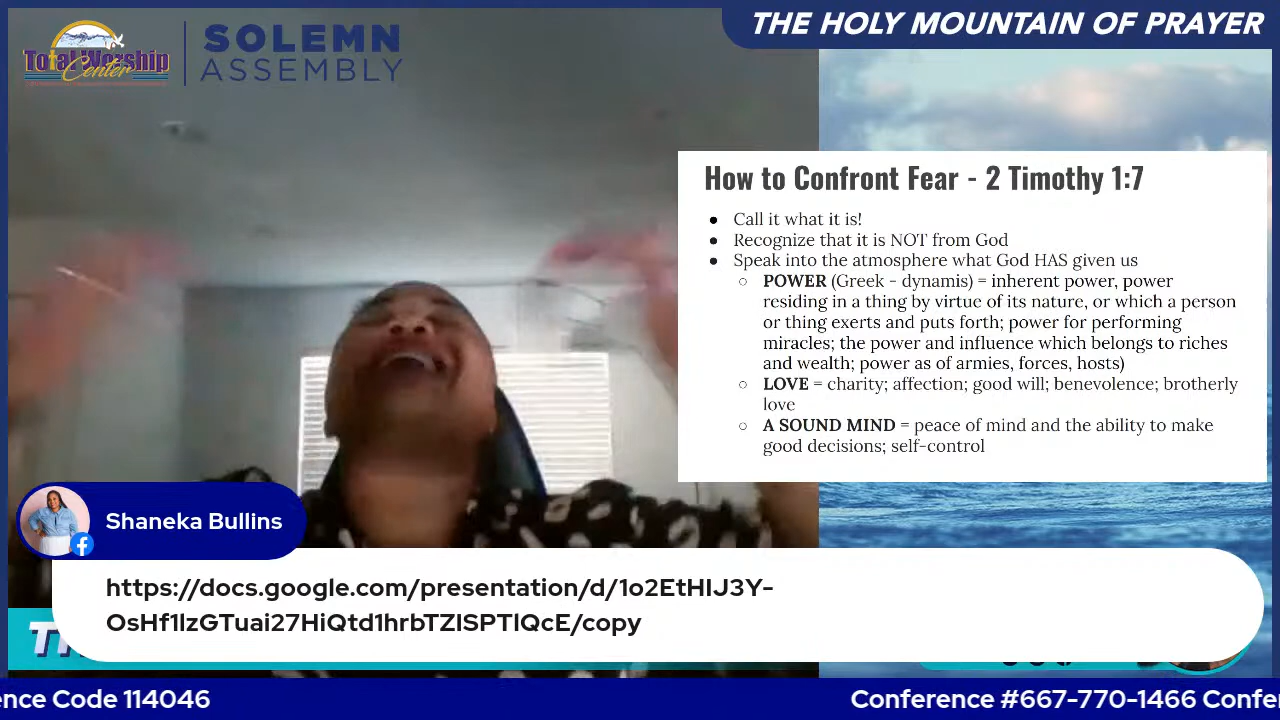 THE HOLY MOUNTAIN OF PRAYER
Total Worship
Center
SOLEMN
ASSEMBLY
How to Confront Fear - 2 Timothy 1:7
● Call it what it is!
● Recognize that it is NOT from God
● Speak into the atmosphere what God HAS given us
○ POWER (Greek - dynamis) = inherent power, power
residing in a thing by virtue of its nature, or which a person
or thing exerts and puts forth; power for performing
miracles; the power and influence which belongs to riches
and wealth; power as of armies, forces, hosts)
○ LOVE = charity; affection; good will; benevolence; brotherly
love
○ A SOUND MIND = peace of mind and the ability to make
good decisions; self-control
Shaneka Bullins
https://docs.google.com/presentation/d/1o2EtHIJ3Y-
OsHf1lzGTuai27HiQtd1hrbTZISPTlQcE/copy
ence Code 114046
Conference #667-770-1466 Confer